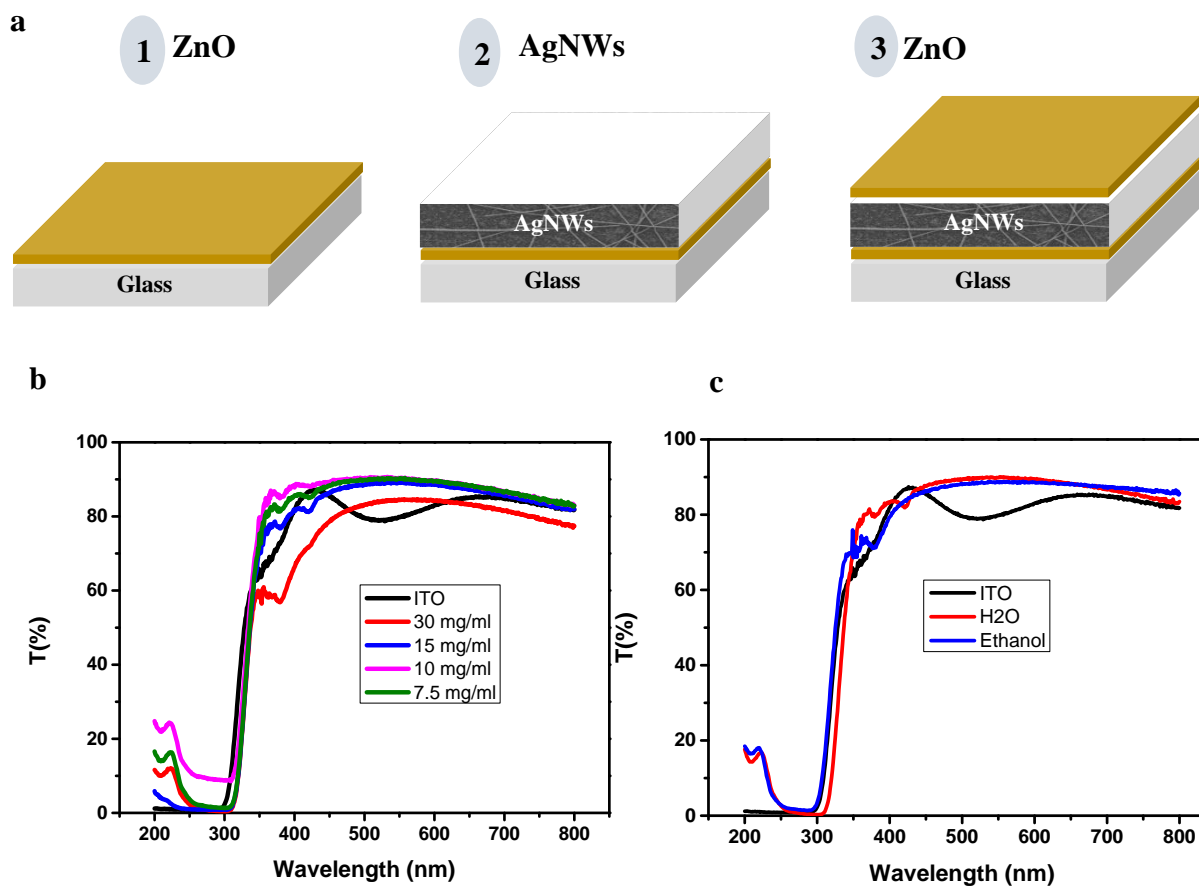 a
1 ZnO
2 AgNWs
3 ZnO
Glass
AgNWs
Glass
AgNWs
Glass
b
T(%)
100
80
60
40
20
0
200 300 400 500 600 700 800
Wavelength (nm)
ITO
30 mg/ml
15 mg/ml
10 mg/ml
7.5 mg/ml
c
T(%)
100
80
60
40
20
0
200 300 400 500 600 700 800
Wavelength (nm)
ITO
H2O
Ethanol